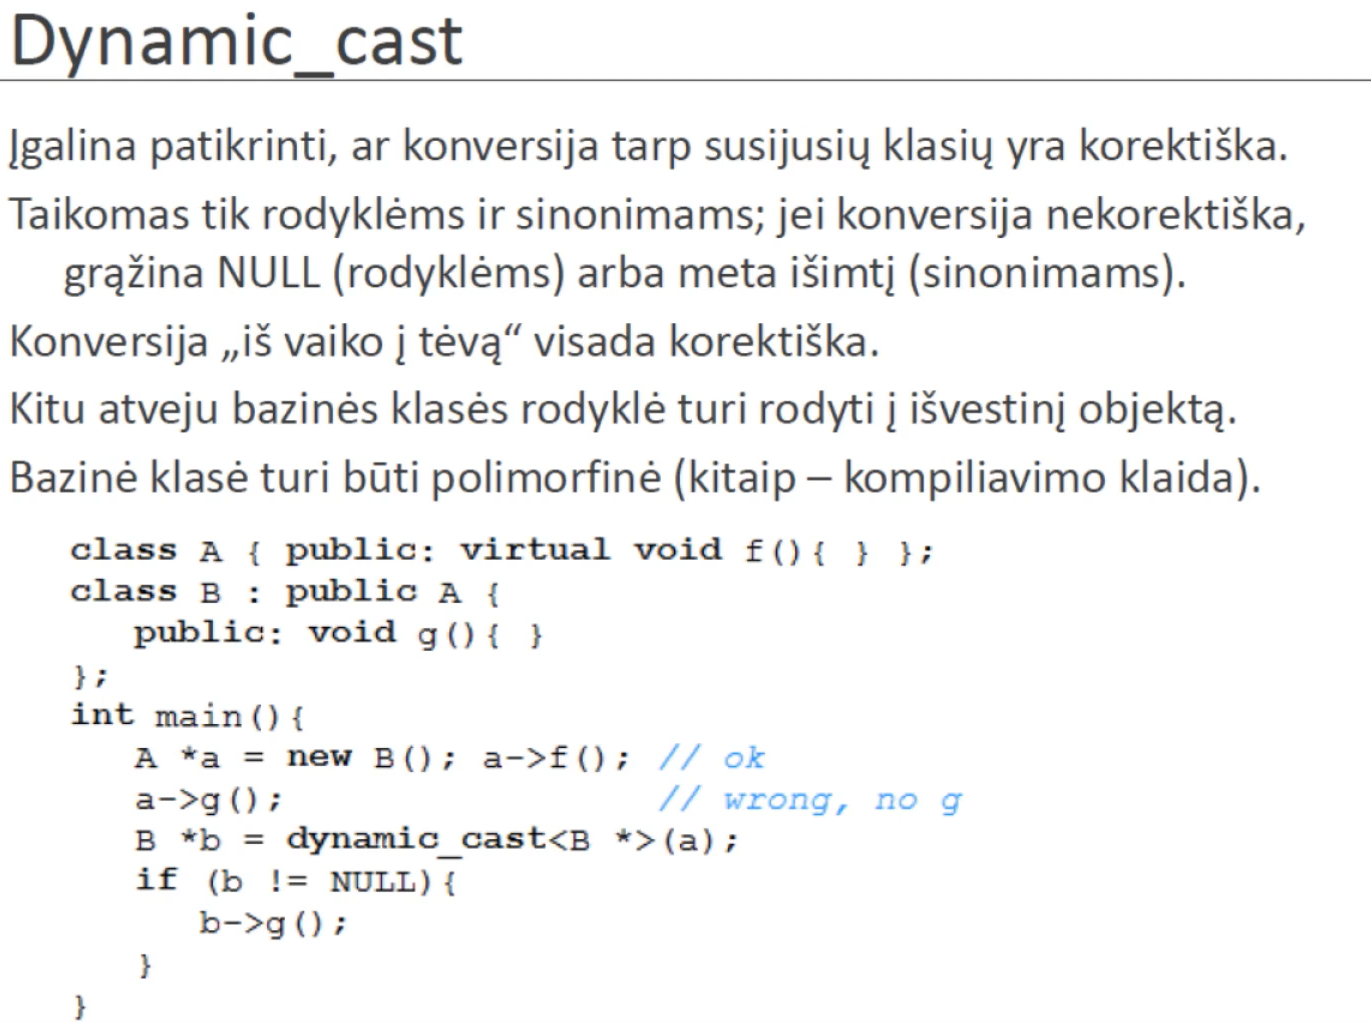 Dynamic_cast
Įgalina patikrinti, ar konversija tarp susijusių klasių yra korektiška.
Taikomas tik rodyklėms ir sinonimams; jei konversija nekorektiška,
grąžina NULL (rodyklėms) arba meta išimtį (sinonimams).
Konversija „iš vaiko į tėvą“ visada korektiška.
Kitu atveju bazinės klasės rodyklė turi rodyti į išvestinį objektą.
Bazinė klasė turi būti polimorfinė (kitaip – kompiliavimo klaida).
class A { public: virtual void f(){ } };
class B : public A {
public: void g(){ }
};
int main(){
A *a = new B(); a->f(); // ok
a->g(); // wrong, no g
B *b = dynamic_cast<B *>(a);
if (b != NULL){
b->g();
}
}